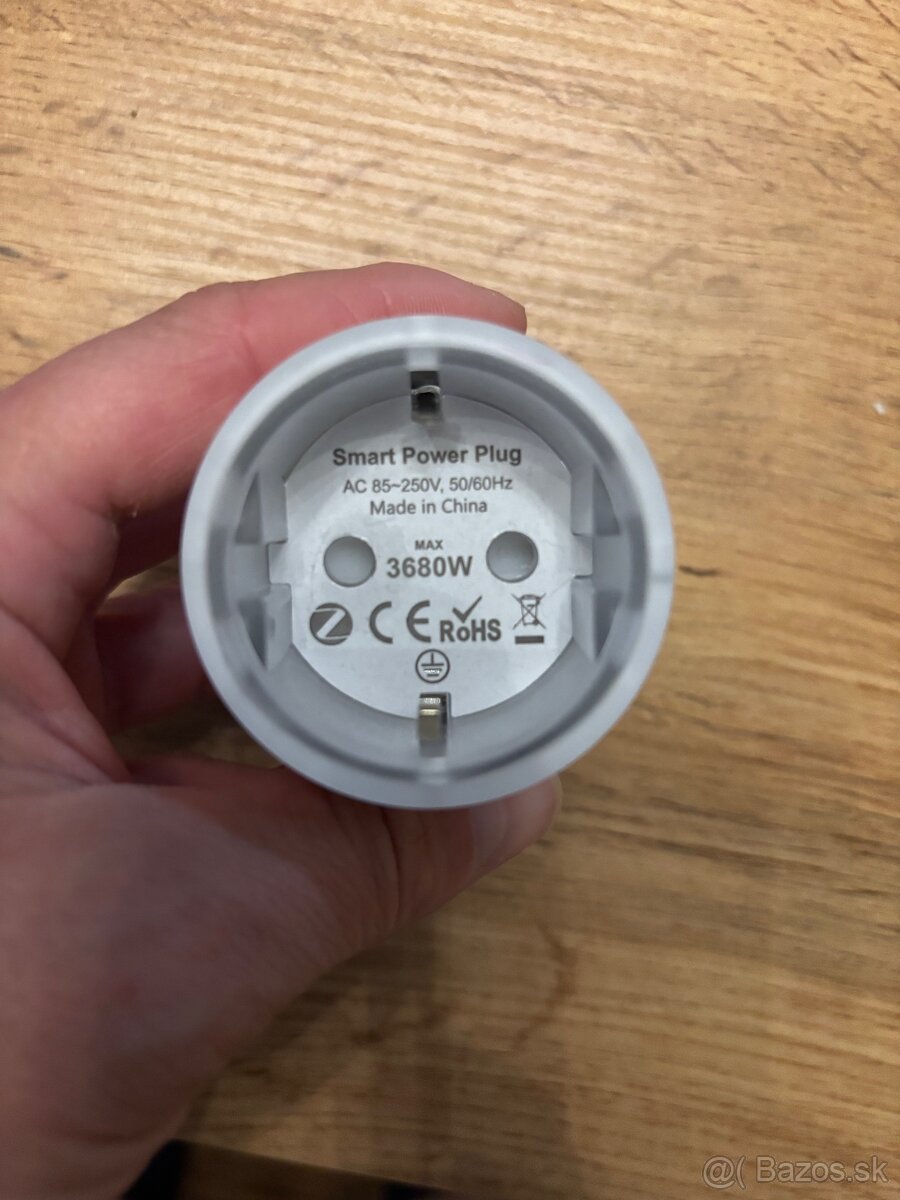 Smart Power Plug
AC 85~250V, 50/60Hz
Made in China
MAX
3680W
CE RoHS
@( Bazos.sk